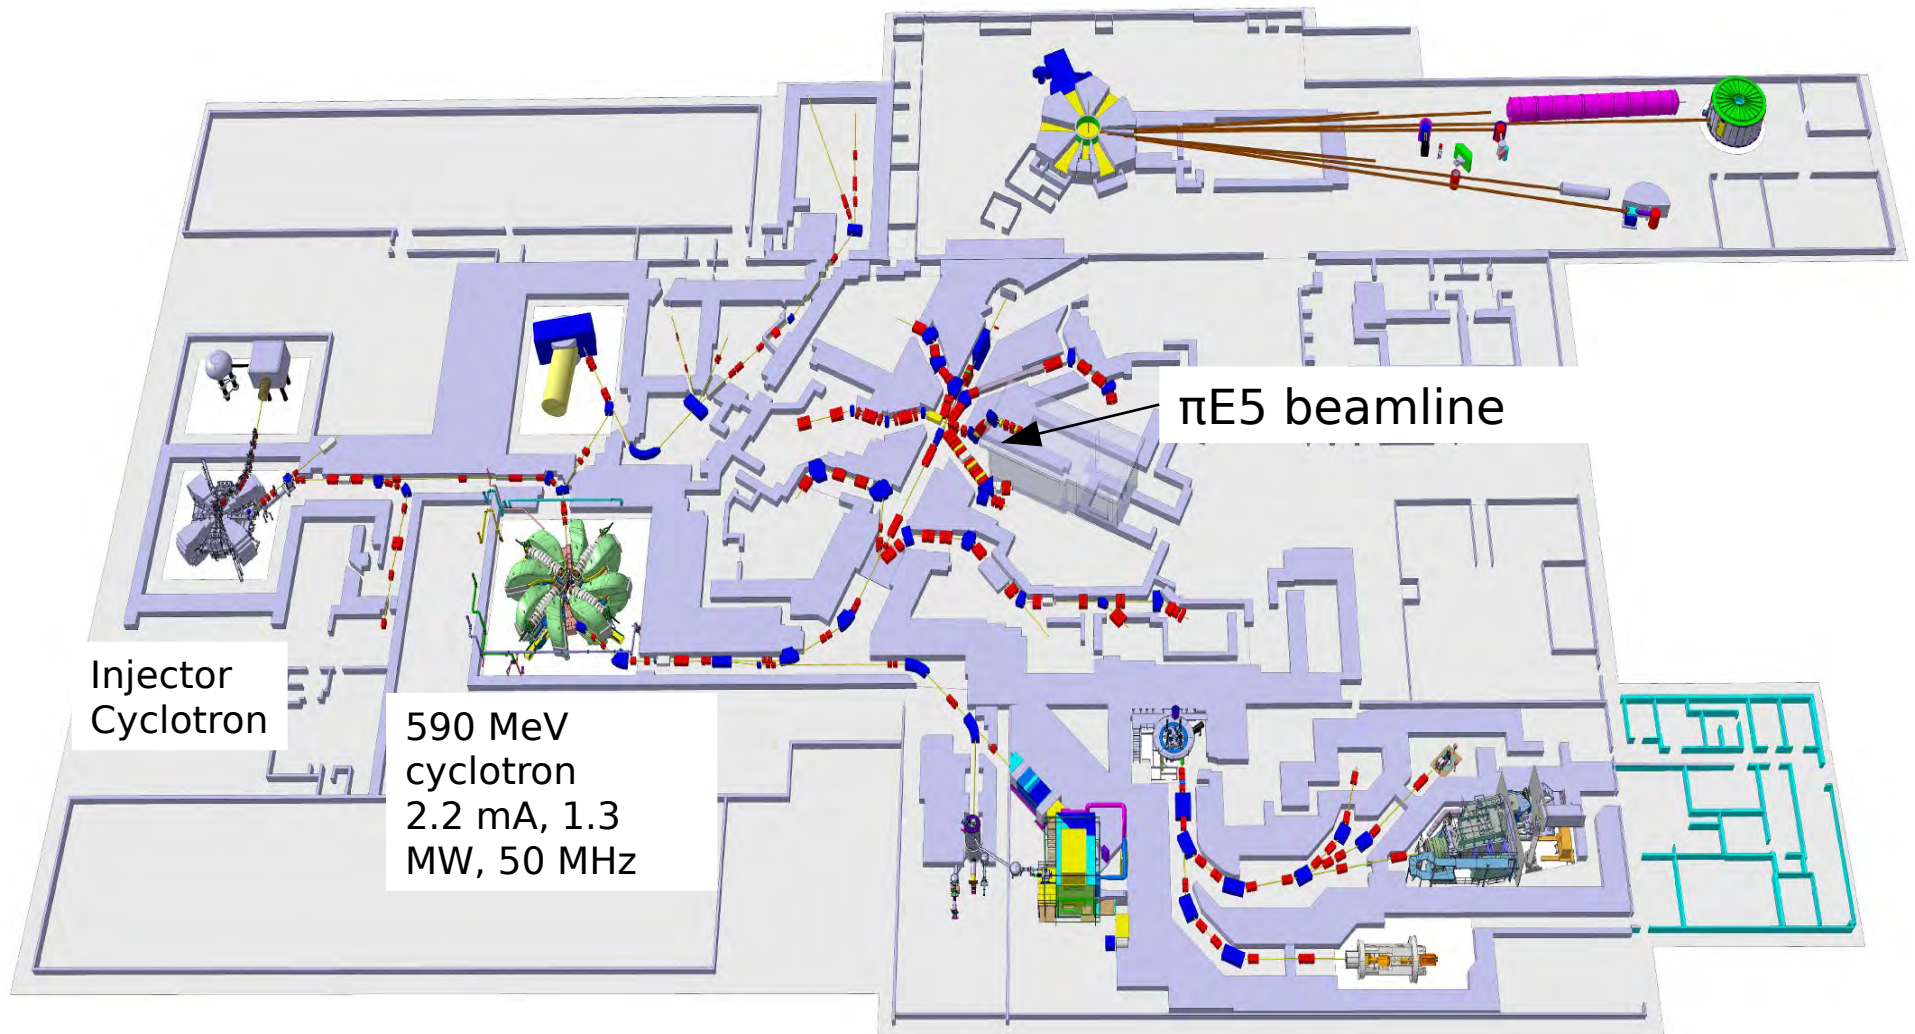 πE5 beamline
Injector
Cyclotron
590 MeV
cyclotron
2.2 mA, 1.3
MW, 50 MHz